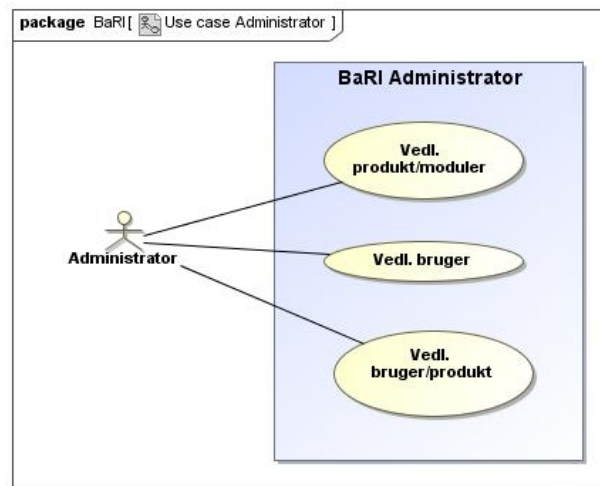 package BaRI[ Use case Administrator ]
BaRI Administrator
Vedl.
produkt/moduler
Administrator
Vedl. bruger
Vedl.
bruger/produkt